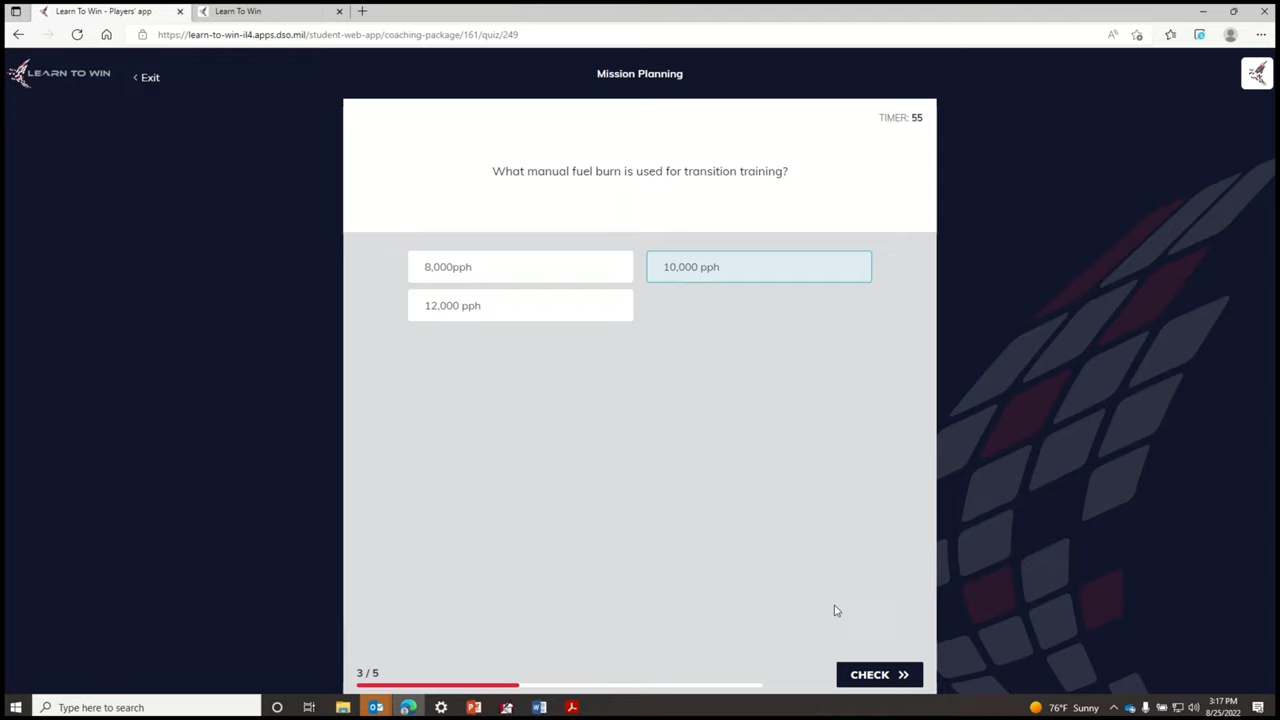 Learn To Win - Players' app
Learn To Win
https://learn-to-win-il4.apps.dso.mil/student-web-app/coaching-package/161/quiz/249
LEARN TO WIN
Exit
Mission Planning
TIMER: 55
What manual fuel burn is used for transition training?
8,000pph
10,000 pph
12,000 pph
3 / 5
CHECK
Type here to search
76°F Sunny
3:17 PM
8/25/2022